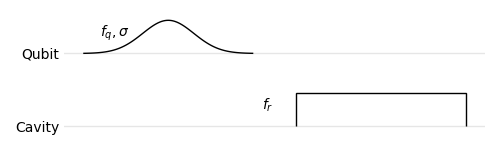 f_q, σ
Qubit
f_r
Cavity